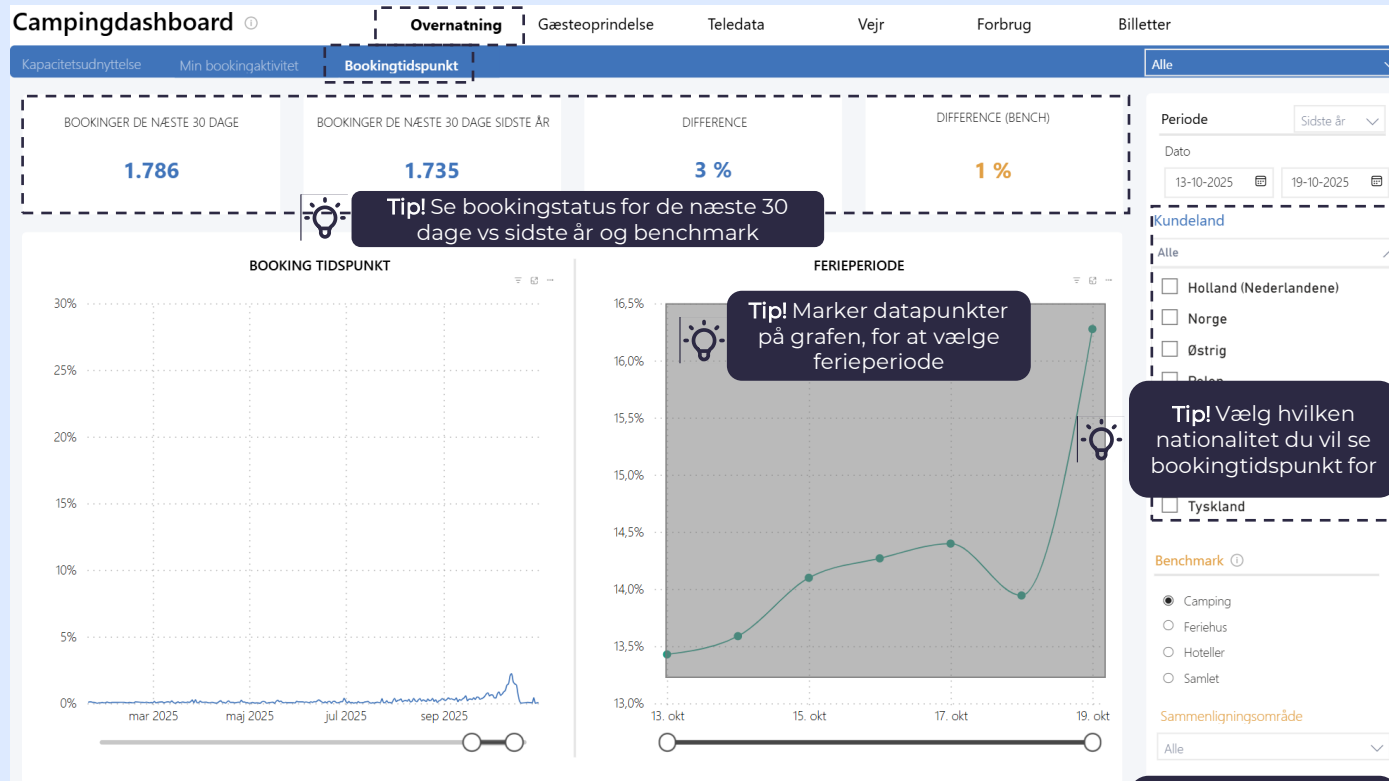 Campingdashboard
Overnatning
Gæsteoprindelse
Teledata
Vejr
Forbrug
Billetter
Kapacitetsudnyttelse
Min bookingaktivitet
Bookingtidspunkt
Alle
BOOKINGER DE NÆSTE 30 DAGE
1.786
BOOKINGER DE NÆSTE 30 DAGE SIDSTE ÅR
1.735
DIFFERENCE
3 %
DIFFERENCE (BENCH)
1 %
Tip! Se bookingstatus for de næste 30
dage vs sidste år og benchmark
BOOKING TIDSPUNKT
30%
25%
20%
15%
10%
5%
0%
mar 2025
maj 2025
jul 2025
sep 2025
FERIEPERIODE
Tip! Marker datapunkter
på grafen, for at vælge
ferieperiode
16,5%
16,0%
15,5%
15,0%
14,5%
14,0%
13,5%
13,0%
13. okt
15. okt
17. okt
19. okt
Periode
Sidste år
Dato
13-10-2025
19-10-2025
Kundeland
Alle
Holland (Nederlandene)
Norge
Østrig
Tip! Vælg hvilken
nationalitet du vil se
bookingtidspunkt for
Tyskland
Benchmark
Camping
Feriehus
Hoteller
Samlet
Sammenligningsområde
Alle